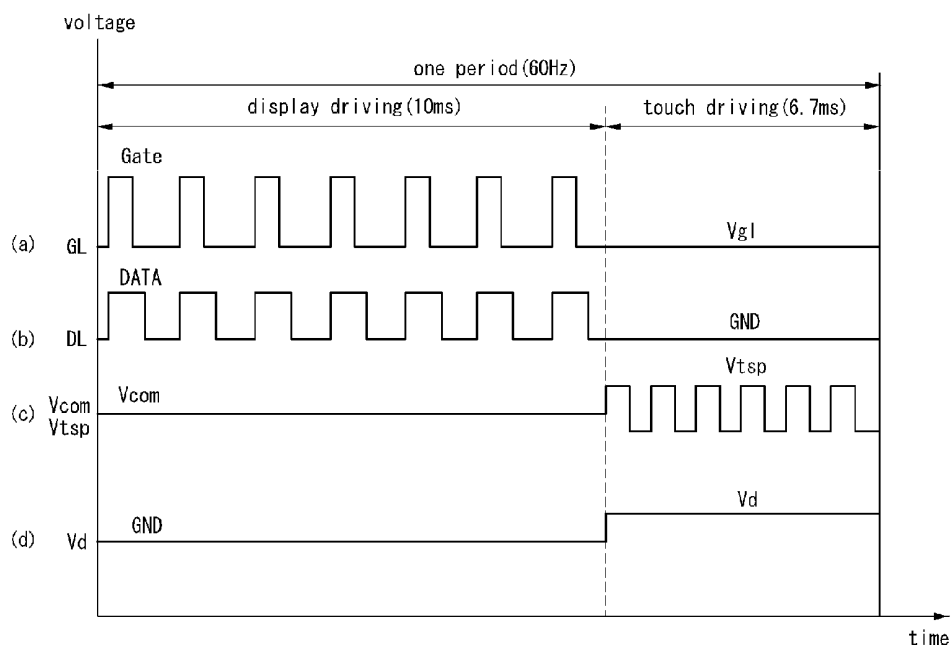 voltage
one period(60Hz)
display driving(10ms)
touch driving(6.7ms)
Gate
(a) GL
Vgl
DATA
(b) DL
GND
Vtsp
Vcom
(c) Vcom
Vtsp
Vd
GND
(d) Vd
time